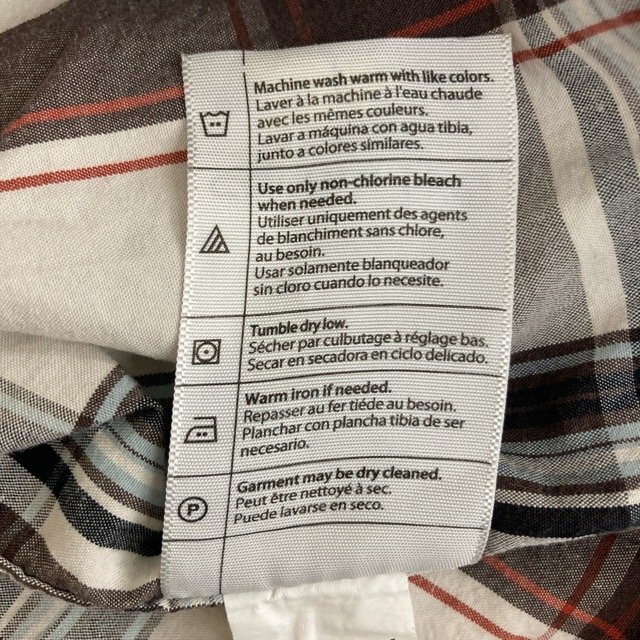 Machine wash warm with like colors.
Laver à la machine à l'eau chaude
avec les mêmes couleurs.
Lavar a máquina con agua tibia,
junto a colores similares.
Use only non-chlorine bleach
when needed.
Utiliser uniquement des agents
de blanchiment sans chlore,
au besoin.
Usar solamente blanqueador
sin cloro cuando lo necesite.
Tumble dry low.
Sécher par culbutage à réglage bas.
Secar en secadora en ciclo delicado.
Warm iron if needed.
Repasser au fer tiéde au besoin.
Planchar con plancha tibia de ser
necesario.
P
Garment may be dry cleaned.
Peut être nettoyé à sec.
Puede lavarse en seco.